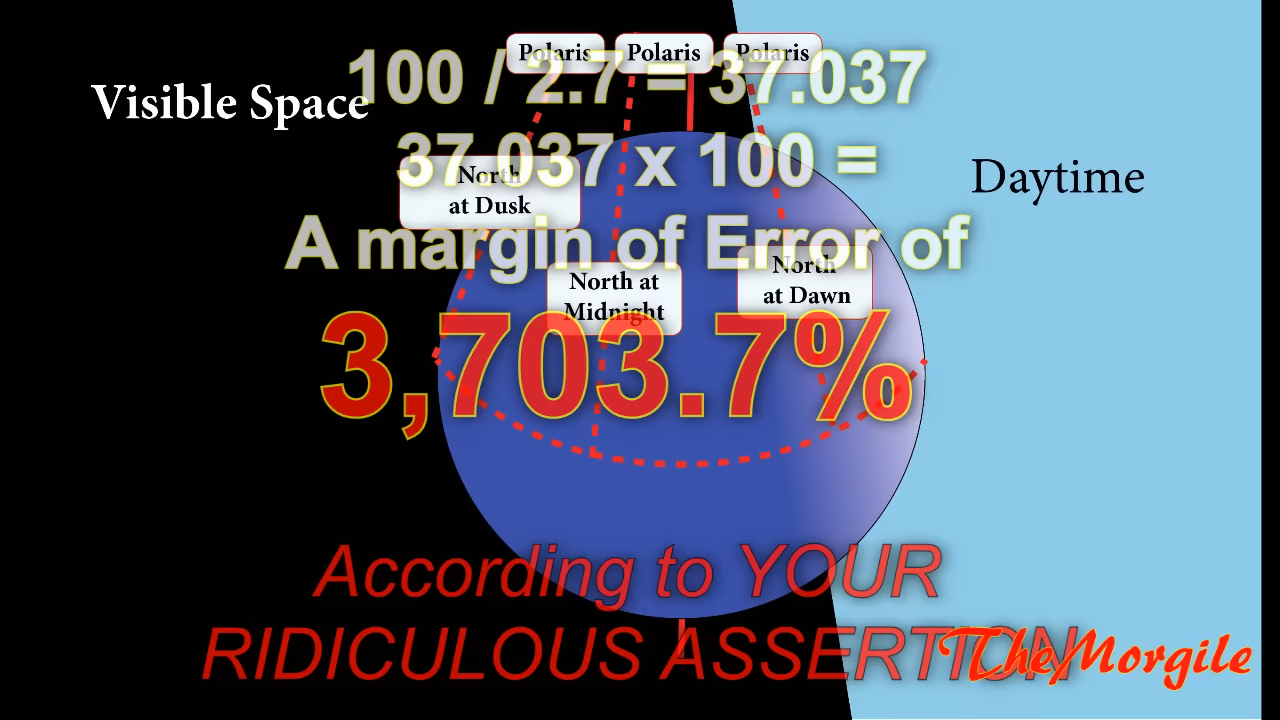 Polaris Polaris Polaris
100 / 2.7 = 37.037
Visible Space
37.037 x 100 =
Daytime
North
at Dusk
A margin of Error of
North
at Dawn
North at
Midnight
3,703.7%
According to YOUR
RIDICULOUS ASSERTION
TheMorgile